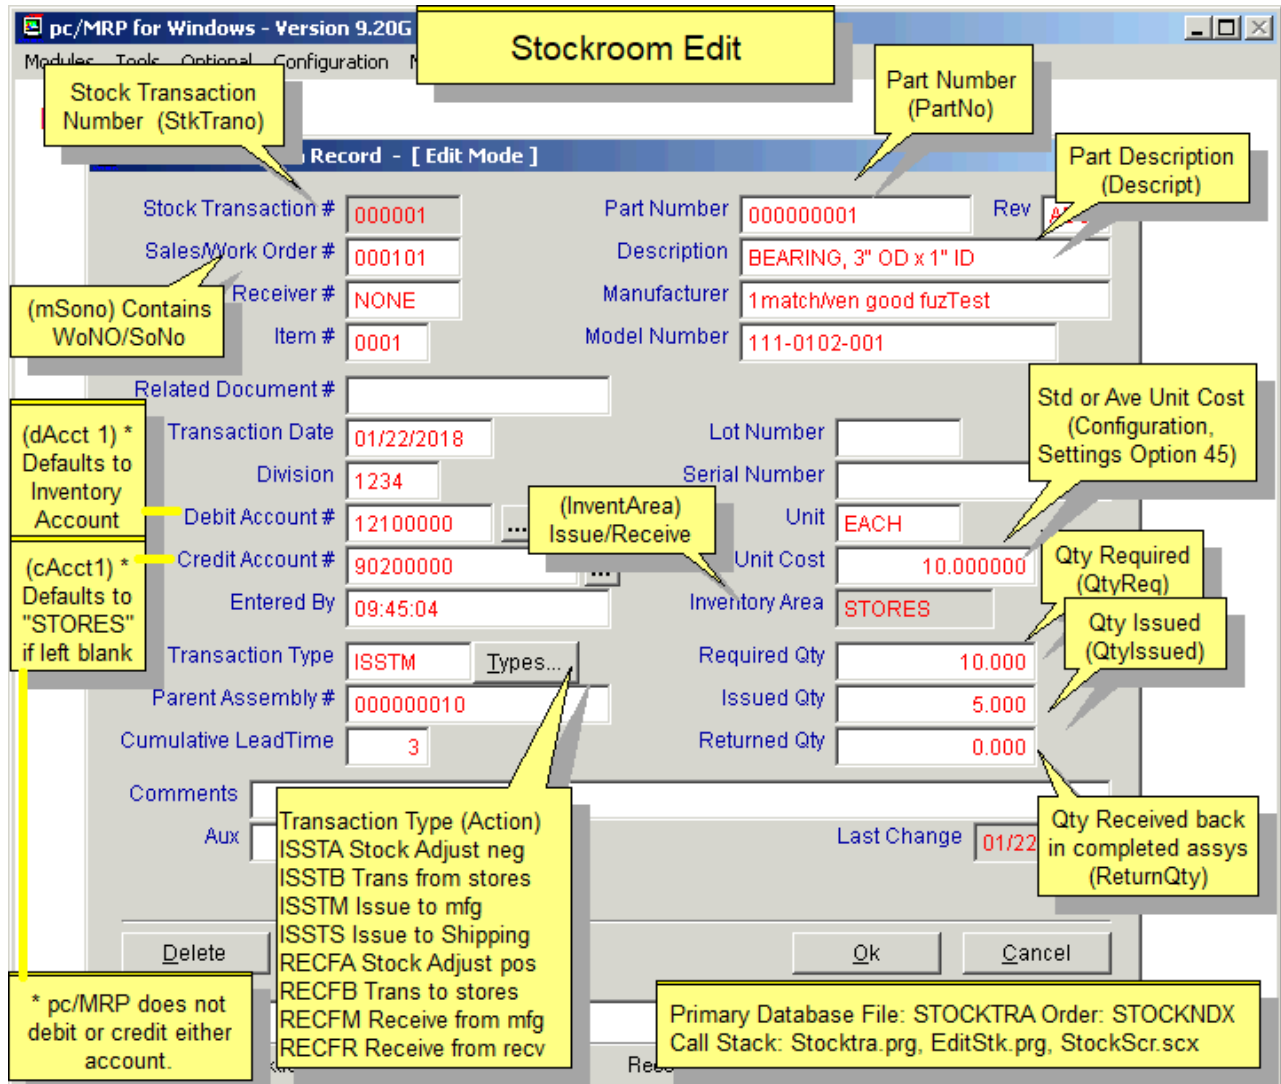 pc/MRP for Windows - Version 9.20G
Stockroom Edit
Modules Tools Optional Configuration
Stock Transaction
Number (StkTrano)
Part Number
(PartNo)
Record - [ Edit Mode ]
Part Description
(Descript)
Stock Transaction # 000001
Part Number 000000001 Rev
Sales/Work Order # 000101
Description BEARING, 3" OD x 1" ID
(mSono) Contains
WoNO/SoNo
Receiver # NONE
Manufacturer 1match/ven good fuzTest
Item # 0001
Model Number 111-0102-001
Related Document #
Std or Ave Unit Cost
(Configuration,
Settings Option 45)
(dAcct 1) *
Defaults to
Inventory
Account
Transaction Date 01/22/2018
Lot Number
Division 1234
Serial Number
(InventArea)
Issue/Receive
Debit Account # 12100000 ...
Unit EACH
(cAcct1) *
Defaults to
"STORES"
if left blank
Credit Account # 90200000 ...
Unit Cost 10.000000
Qty Required
(QtyReq)
Entered By 09:45:04
Inventory Area STORES
Qty Issued
(QtyIssued)
Transaction Type ISSTM Types...
Required Qty 10.000
Parent Assembly # 000000010
Issued Qty 5.000
Cumulative LeadTime 3
Returned Qty 0.000
Comments
Aux
Last Change 01/22
Qty Received back
in completed assys
(ReturnQty)
Transaction Type (Action)
ISSTA Stock Adjust neg
ISSTB Trans from stores
ISSTM Issue to mfg
ISSTS Issue to Shipping
RECFA Stock Adjust pos
RECFB Trans to stores
RECFM Receive from mfg
RECFR Receive from recv
Delete
Ok
Cancel
* pc/MRP does not
debit or credit either
account.
Primary Database File: STOCKTRA Order: STOCKNDX
Call Stack: Stocktra.prg, EditStk.prg, StockScr.scx